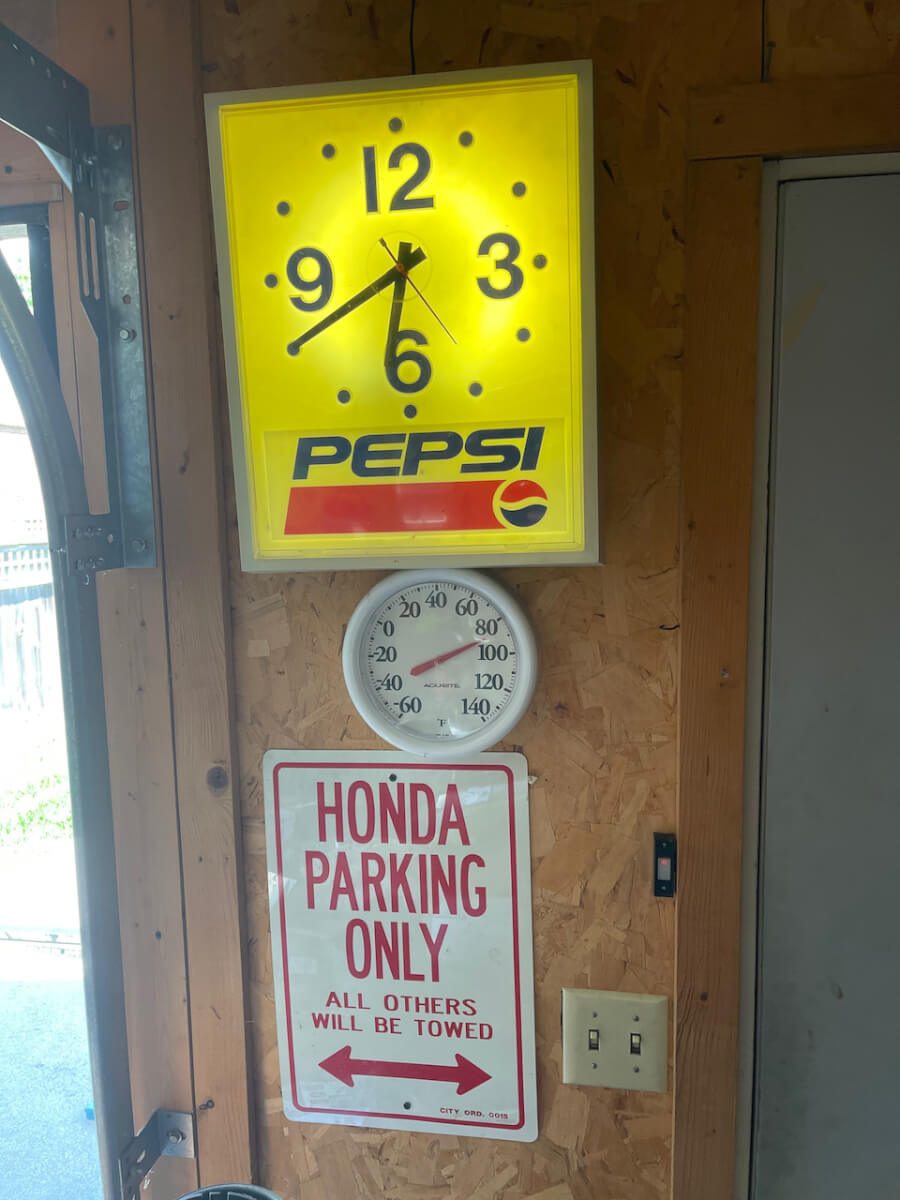 12
9 3
6
PEPSI
40
20 60
0 80
-20 100
-40 120
ACURITE
-60 140
°F
HONDA
PARKING
ONLY
ALL OTHERS
WILL BE TOWED
CITY ORD. 001S